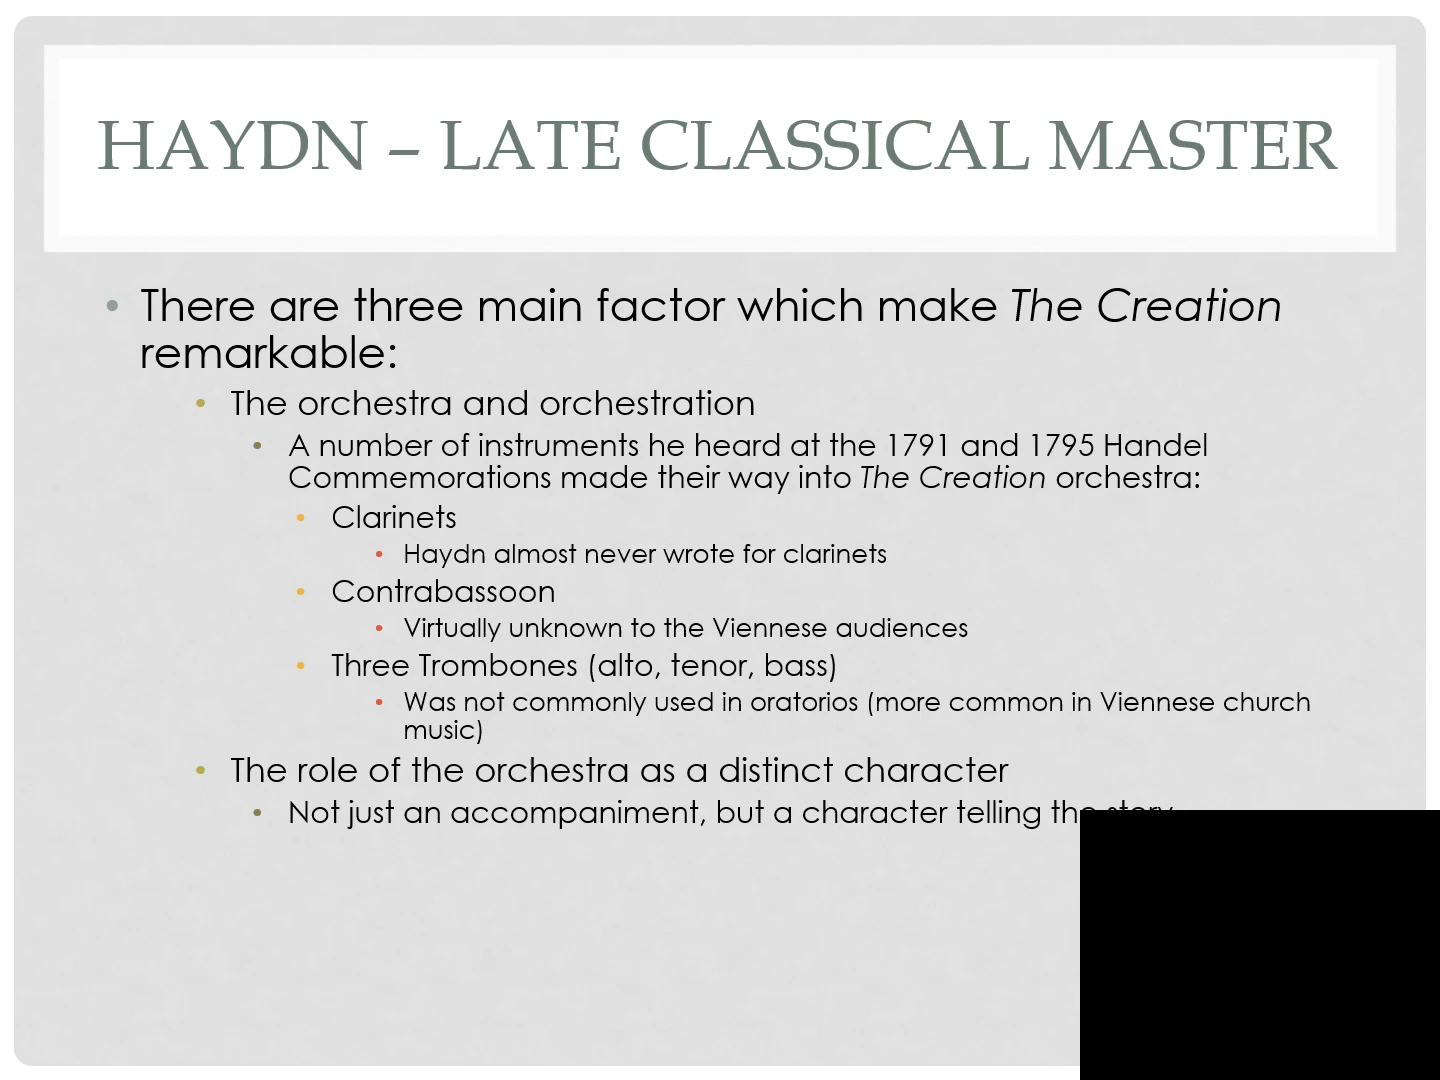 HAYDN – LATE CLASSICAL MASTER
• There are three main factor which make The Creation
remarkable:
• The orchestra and orchestration
• A number of instruments he heard at the 1791 and 1795 Handel
Commemorations made their way into The Creation orchestra:
• Clarinets
• Haydn almost never wrote for clarinets
• Contrabassoon
• Virtually unknown to the Viennese audiences
• Three Trombones (alto, tenor, bass)
• Was not commonly used in oratorios (more common in Viennese church
music)
• The role of the orchestra as a distinct character
• Not just an accompaniment, but a character telling the story